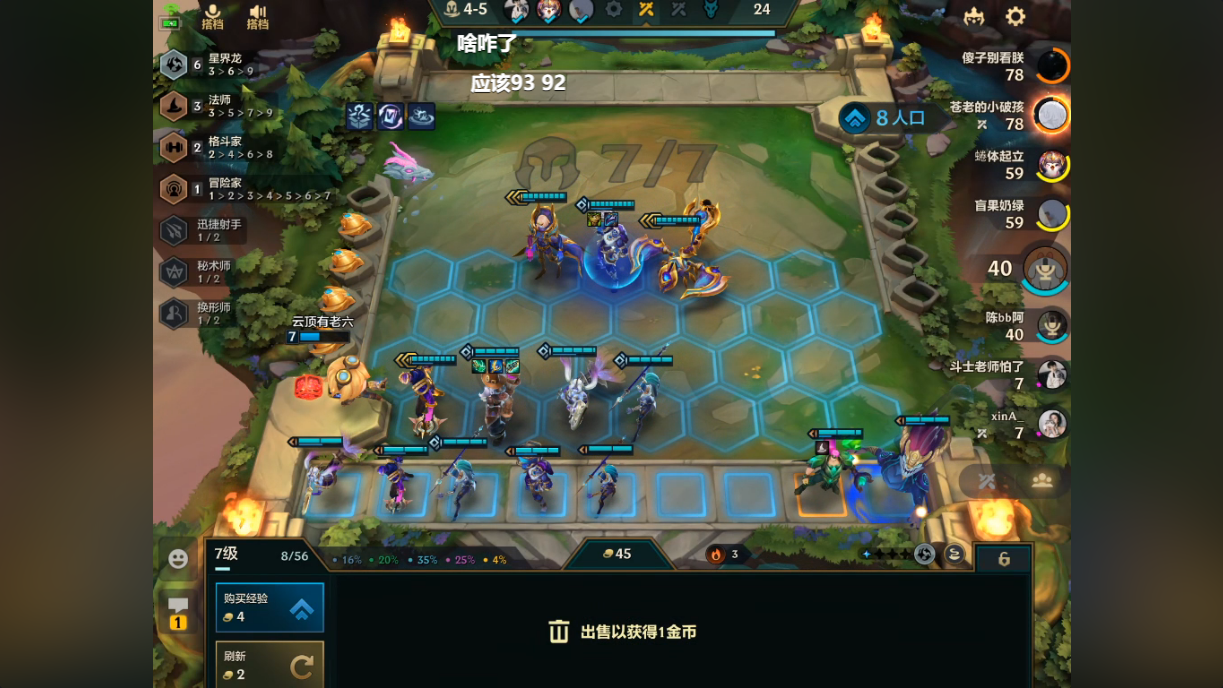 搭档
搭档
4-5
24
啥咋了
应该93 92
6
星界龙
3 > 6 > 9
3
法师
3 > 5 > 7 > 9
2
格斗家
2 > 4 > 6 > 8
1
冒险家
1 > 2 > 3 > 4 > 5 > 6 > 7
迅捷射手
1 / 2
秘术师
1 / 2
换形师
1 / 2
8人口
7/7
傻子别看朕
78
苍老的小破孩
78
蜷体起立
59
盲果奶绿
59
40
陈bb阿
40
斗士老师怕了
7
xinA
7
云顶有老六
7
7级
8/56
16%
20%
35%
25%
4%
45
3
购买经验
4
刷新
2
1
出售以获得1金币